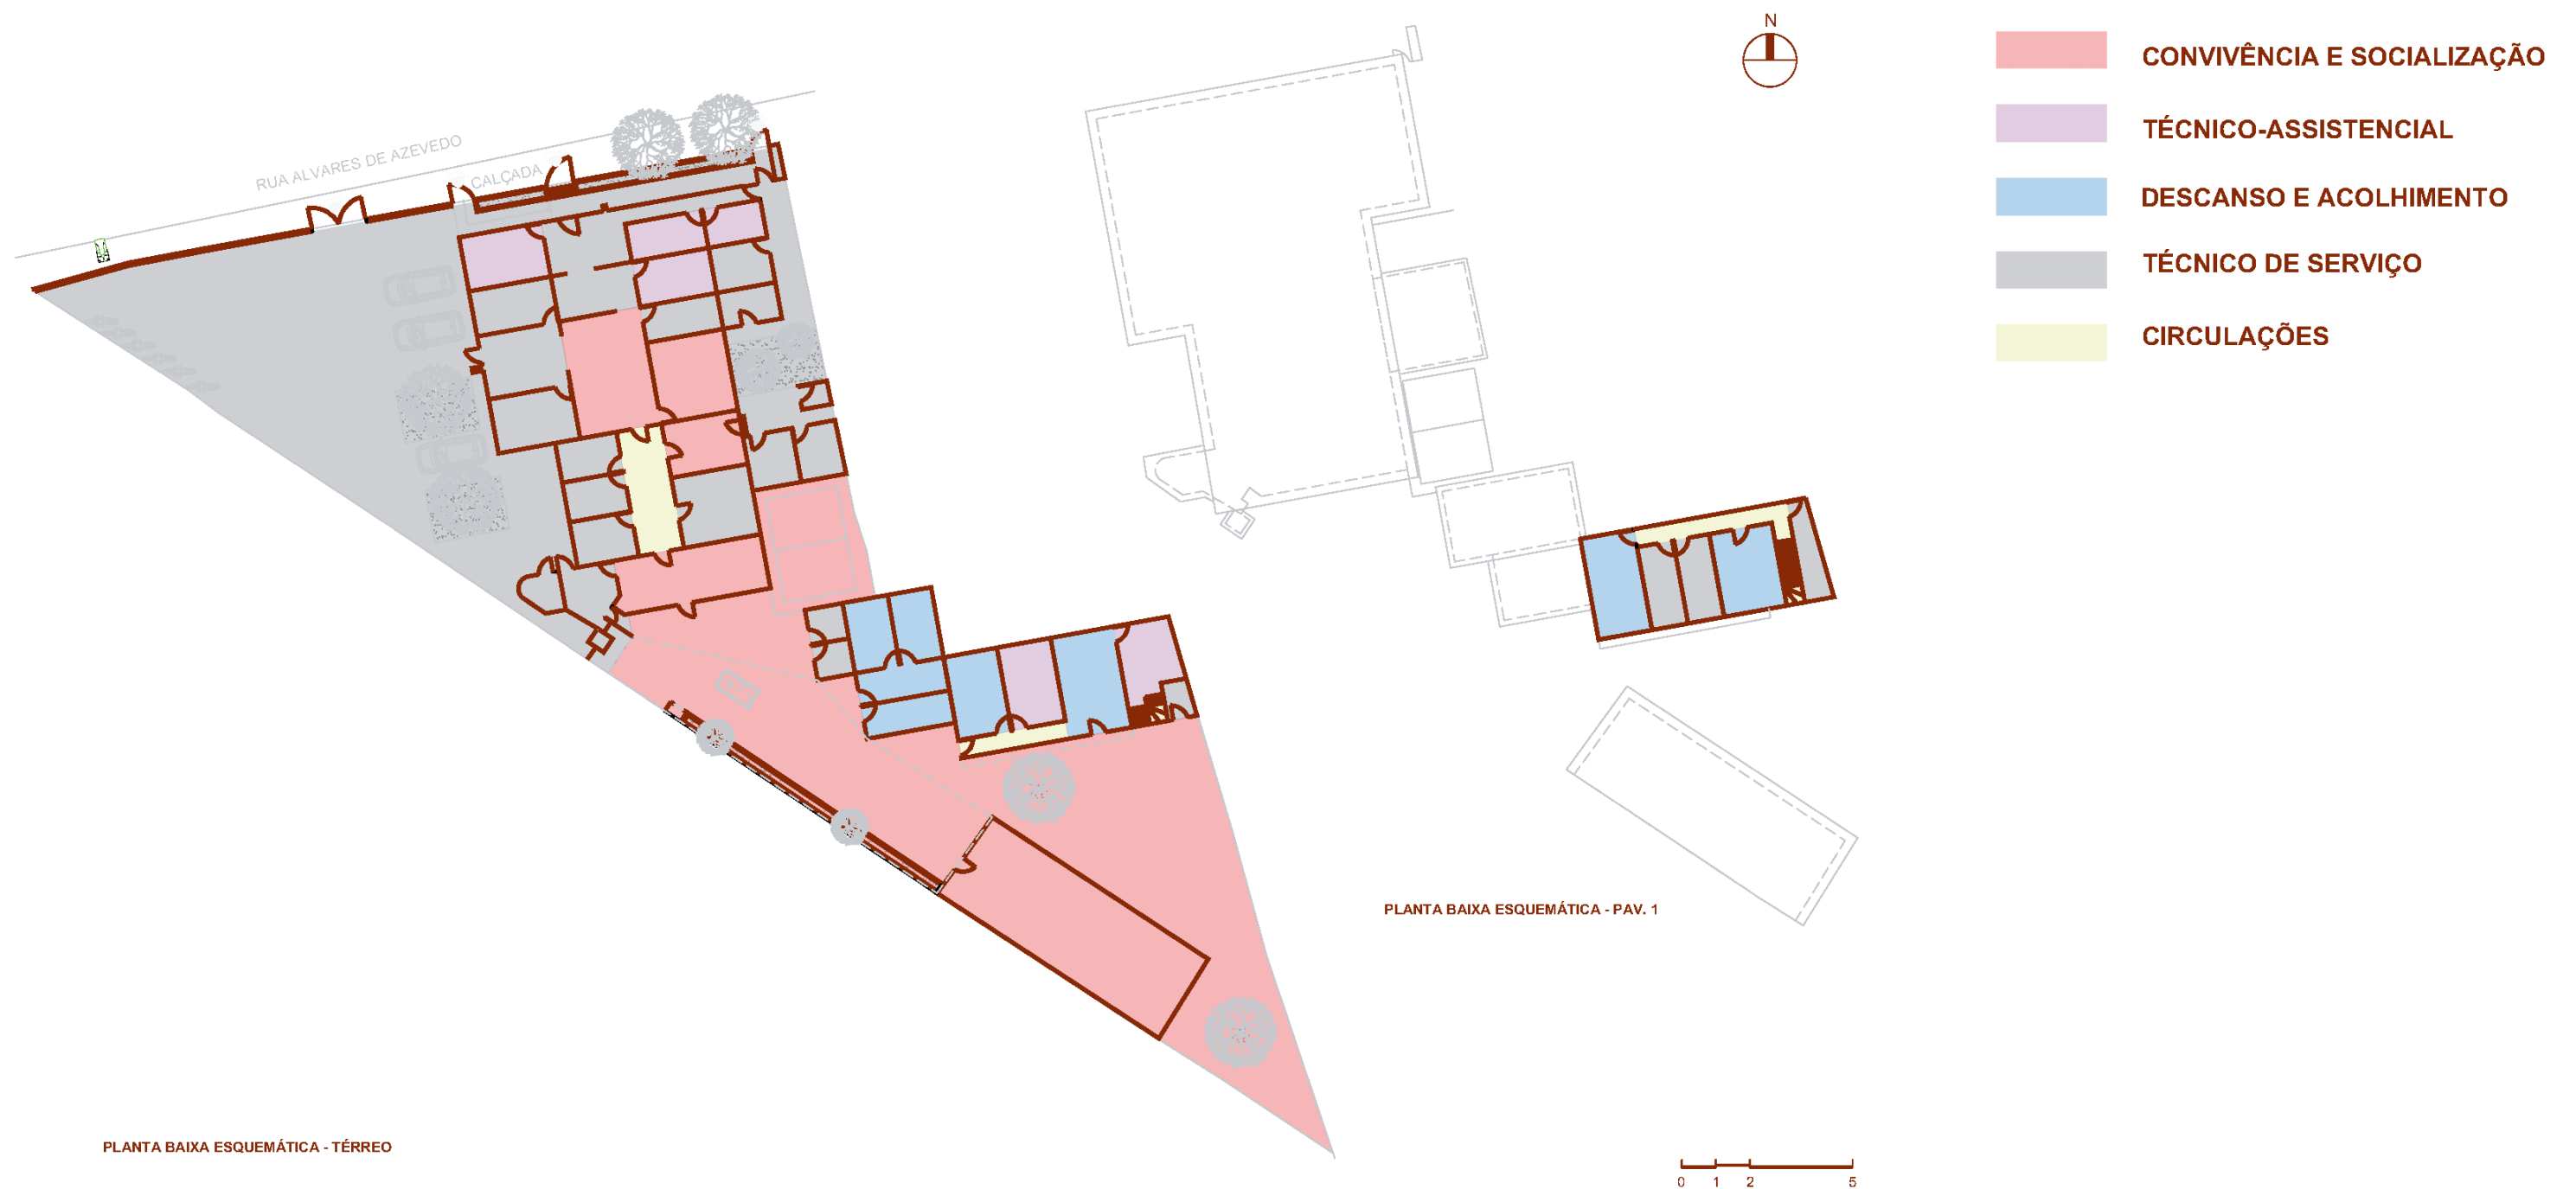 N
CONVIVÊNCIA E SOCIALIZAÇÃO
TÉCNICO-ASSISTENCIAL
DESCANSO E ACOLHIMENTO
TÉCNICO DE SERVIÇO
CIRCULAÇÕES
RUA ALVARES DE AZEVEDO
CALÇADA
PLANTA BAIXA ESQUEMÁTICA - PAV. 1
PLANTA BAIXA ESQUEMÁTICA - TÉRREO
0 1 2 5